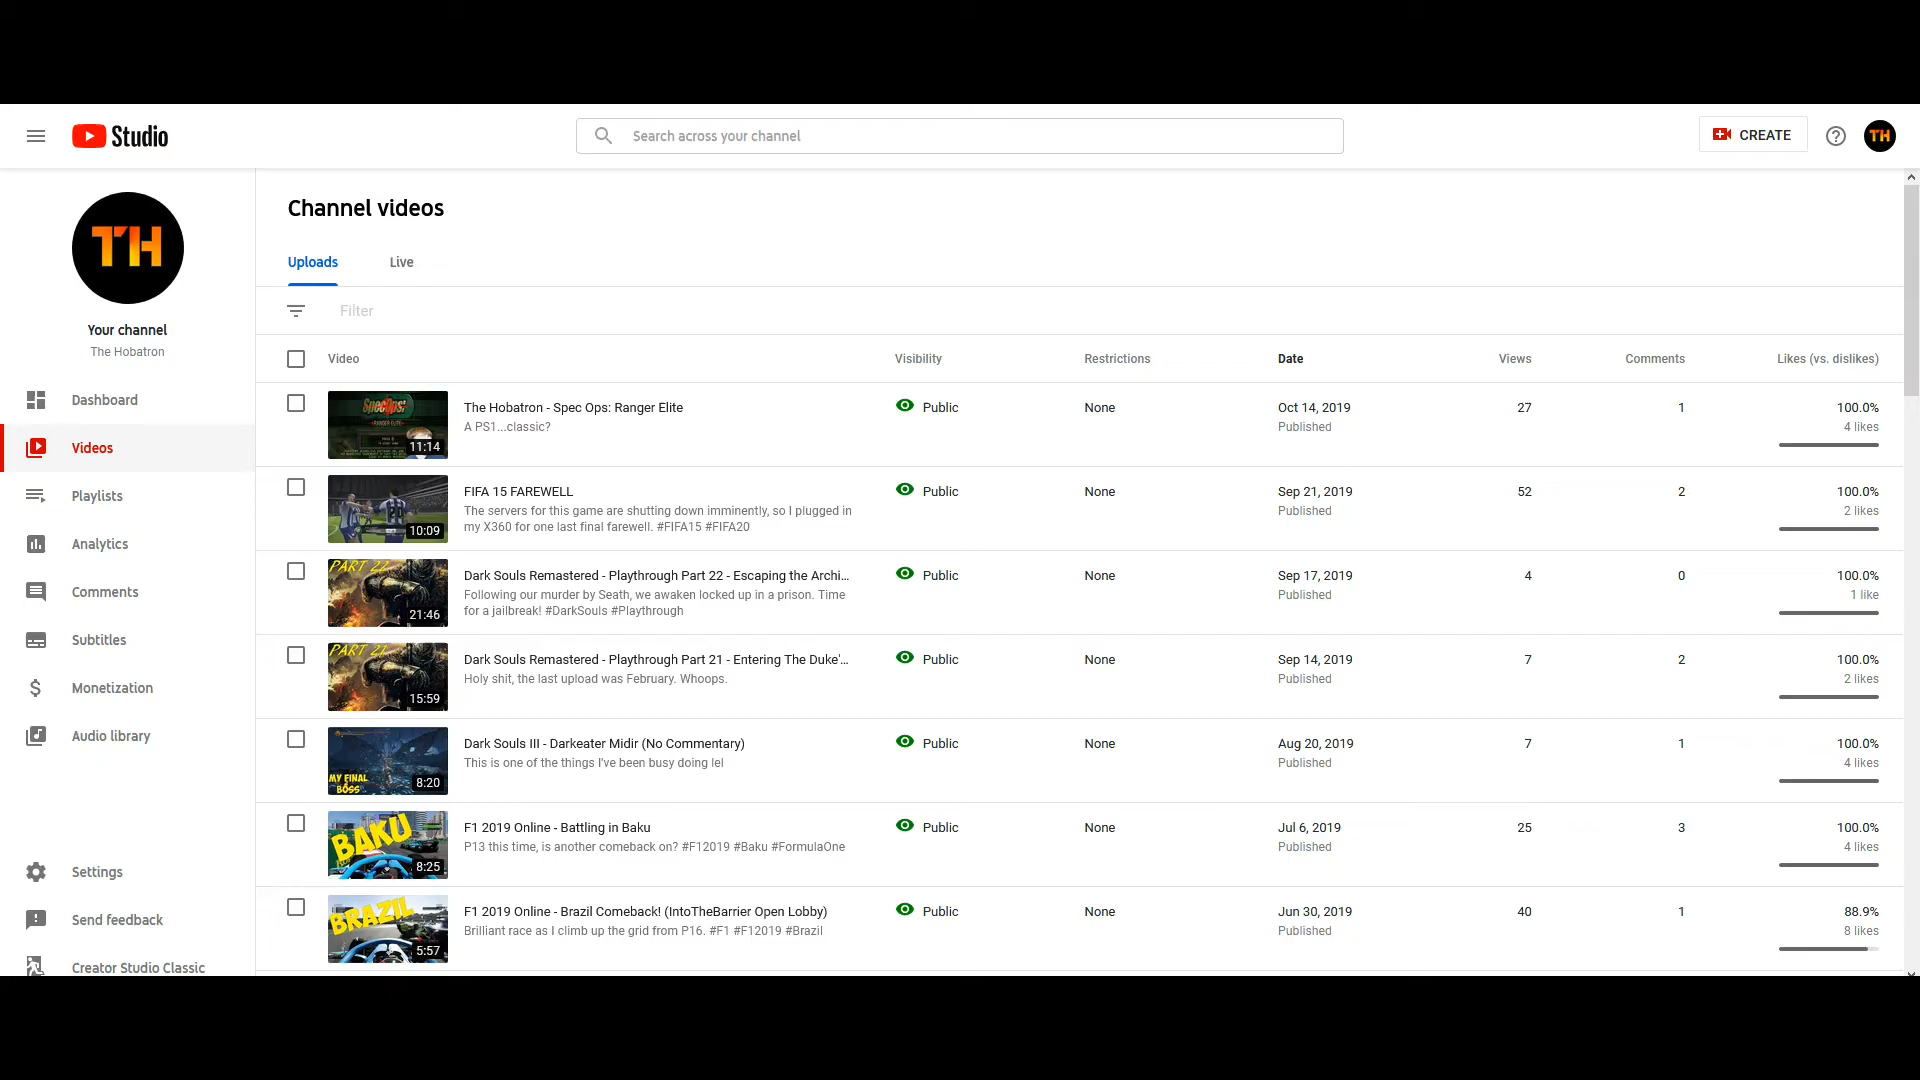 Studio
Search across your channel
CREATE
TH
TH
Your channel
The Hobatron
Dashboard
Videos
Playlists
Analytics
Comments
Subtitles
Monetization
Audio library
Settings
Send feedback
Creator Studio Classic
Channel videos
Uploads Live
Filter
Video Visibility Restrictions Date Views Comments Likes (vs. dislikes)
SpecOps!
RANGER ELITE
11:14
The Hobatron - Spec Ops: Ranger Elite Public None Oct 14, 2019 27 1 100.0%
A PS1...classic? Published 4 likes
10:09
FIFA 15 FAREWELL Public None Sep 21, 2019 52 2 100.0%
The servers for this game are shutting down imminently, so I plugged in Published 2 likes
my X360 for one last final farewell. #FIFA15 #FIFA20
PART 22
21:46
Dark Souls Remastered - Playthrough Part 22 - Escaping the Archi... Public None Sep 17, 2019 4 0 100.0%
Following our murder by Seath, we awaken locked up in a prison. Time Published 1 like
for a jailbreak! #DarkSouls #Playthrough
PART 21
15:59
Dark Souls Remastered - Playthrough Part 21 - Entering The Duke'... Public None Sep 14, 2019 7 2 100.0%
Holy shit, the last upload was February. Whoops. Published 2 likes
MY FINAL
BOSS
8:20
Dark Souls III - Darkeater Midir (No Commentary) Public None Aug 20, 2019 7 1 100.0%
This is one of the things I've been busy doing lel Published 4 likes
BAKU
8:25
F1 2019 Online - Battling in Baku Public None Jul 6, 2019 25 3 100.0%
P13 this time, is another comeback on? #F12019 #Baku #FormulaOne Published 4 likes
BRAZIL
5:57
F1 2019 Online - Brazil Comeback! (IntoTheBarrier Open Lobby) Public None Jun 30, 2019 40 1 88.9%
Brilliant race as I climb up the grid from P16. #F1 #F12019 #Brazil Published 8 likes